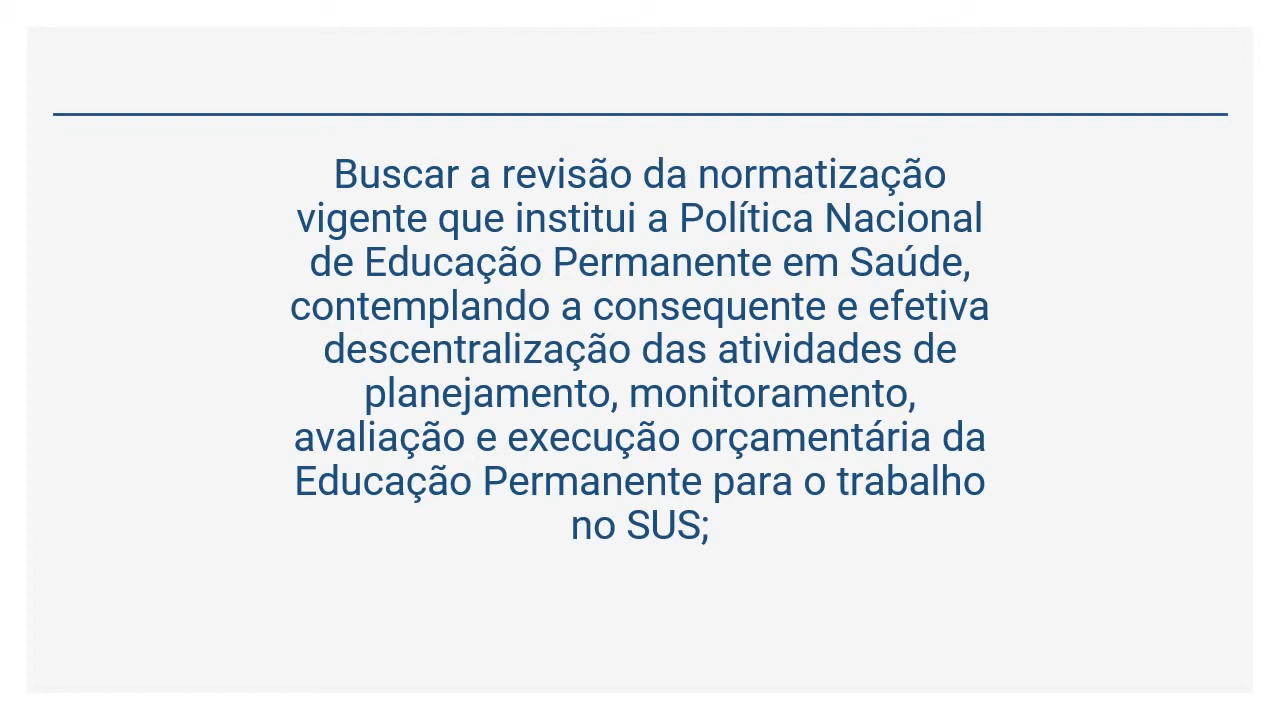 Buscar a revisão da normatização
vigente que institui a Política Nacional
de Educação Permanente em Saúde,
contemplando a consequente e efetiva
descentralização das atividades de
planejamento, monitoramento,
avaliação e execução orçamentária da
Educação Permanente para o trabalho
no SUS;